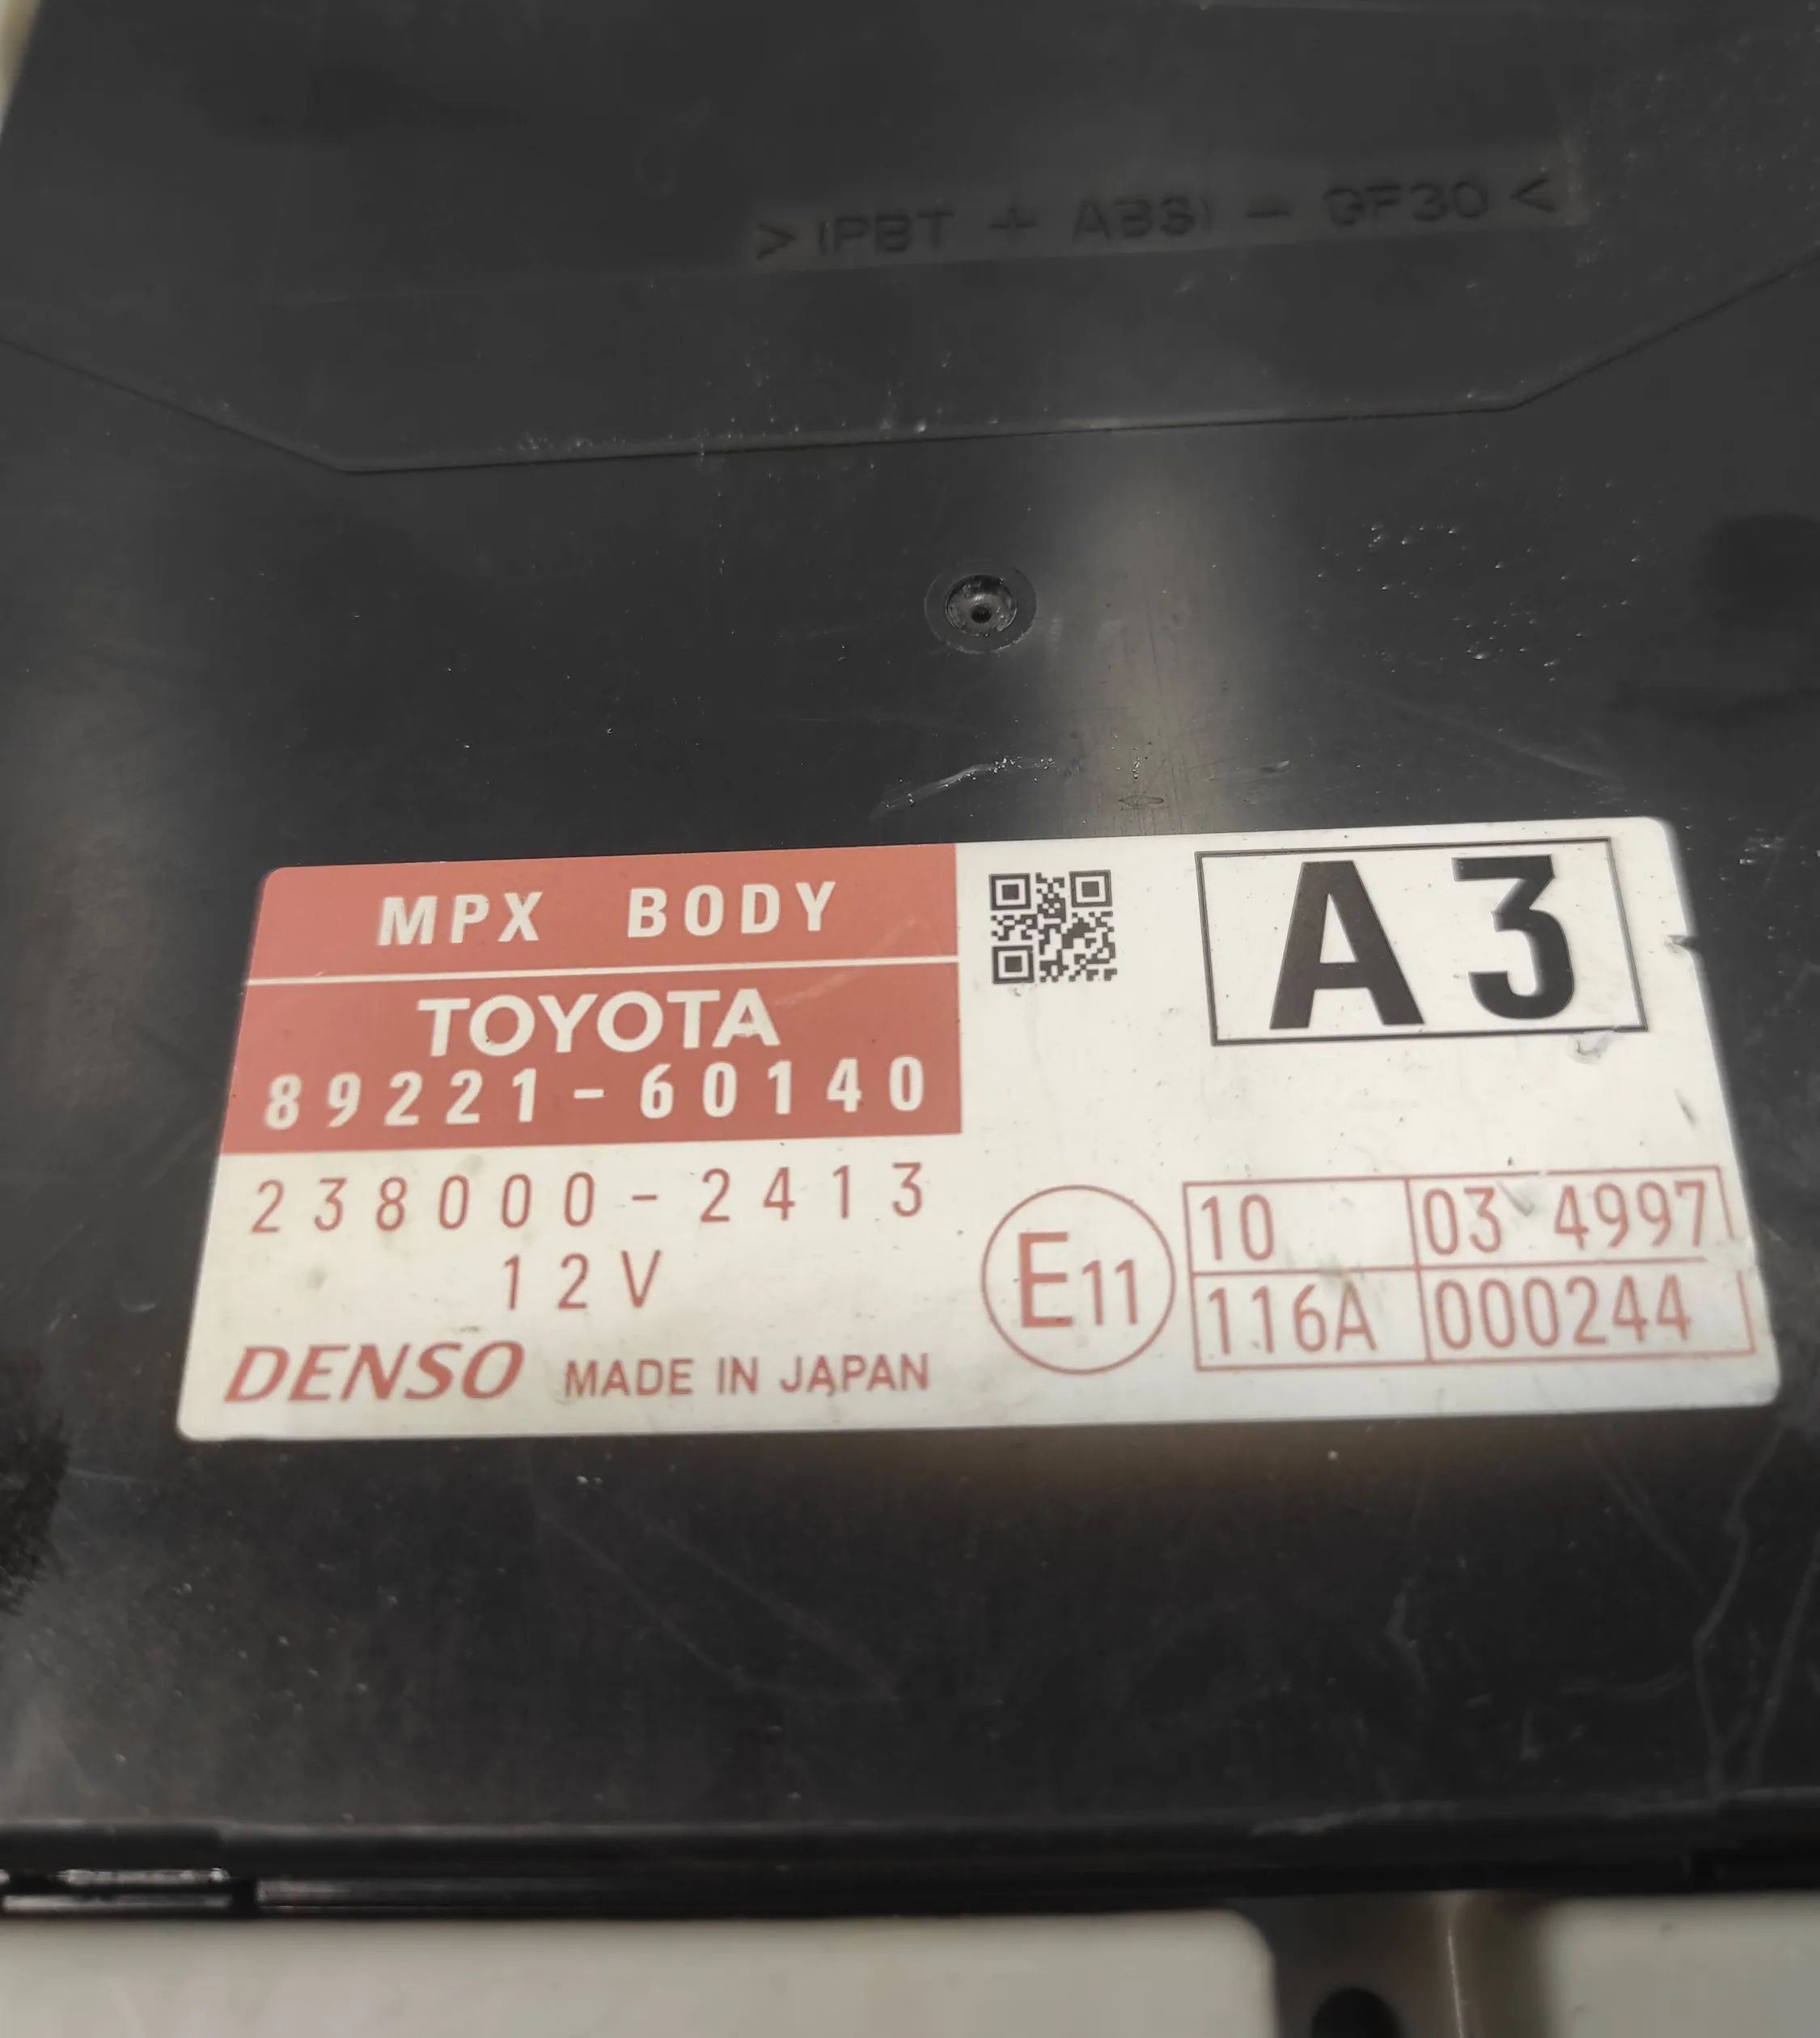 >(PBT + ABS)-GF30<
MPX BODY
TOYOTA
89221-60140
238000-2413
12V
DENSO MADE IN JAPAN
A3
E11
10 03 4997
116A 000244